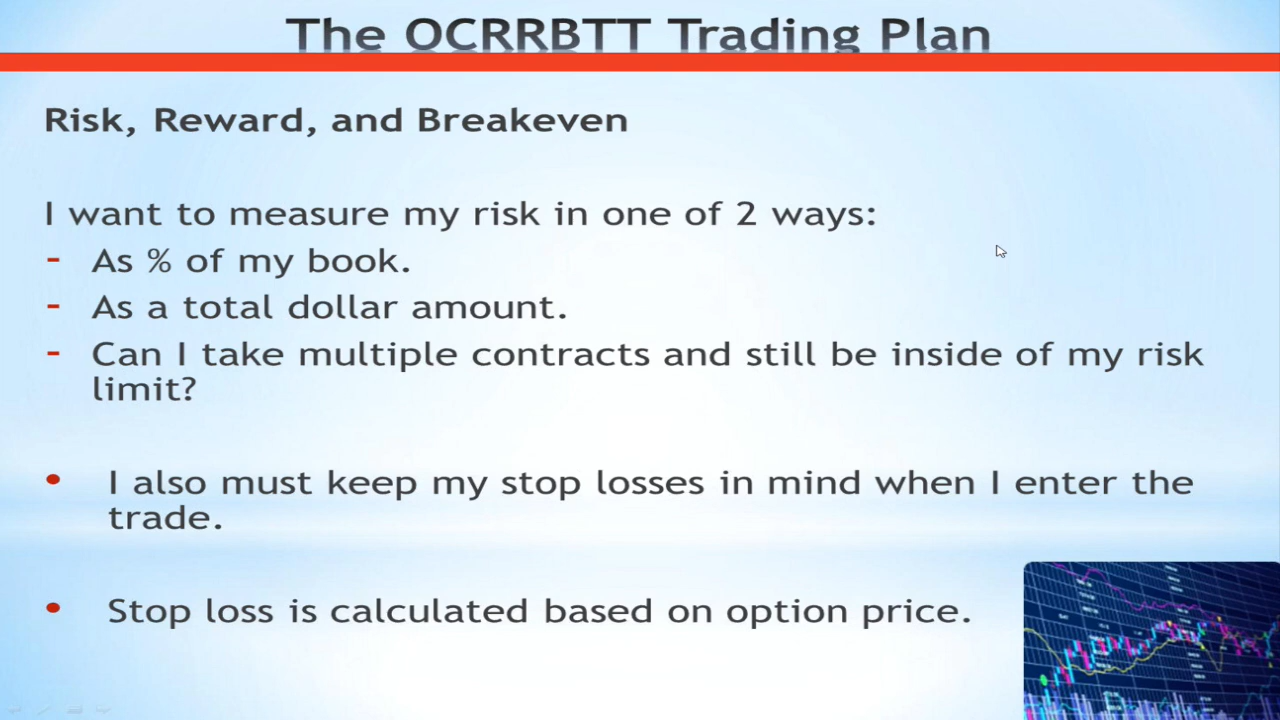 The OCRRBTT Trading Plan
Risk, Reward, and Breakeven
I want to measure my risk in one of 2 ways:
- As % of my book.
- As a total dollar amount.
- Can I take multiple contracts and still be inside of my risk
limit?
• I also must keep my stop losses in mind when I enter the
trade.
• Stop loss is calculated based on option price.